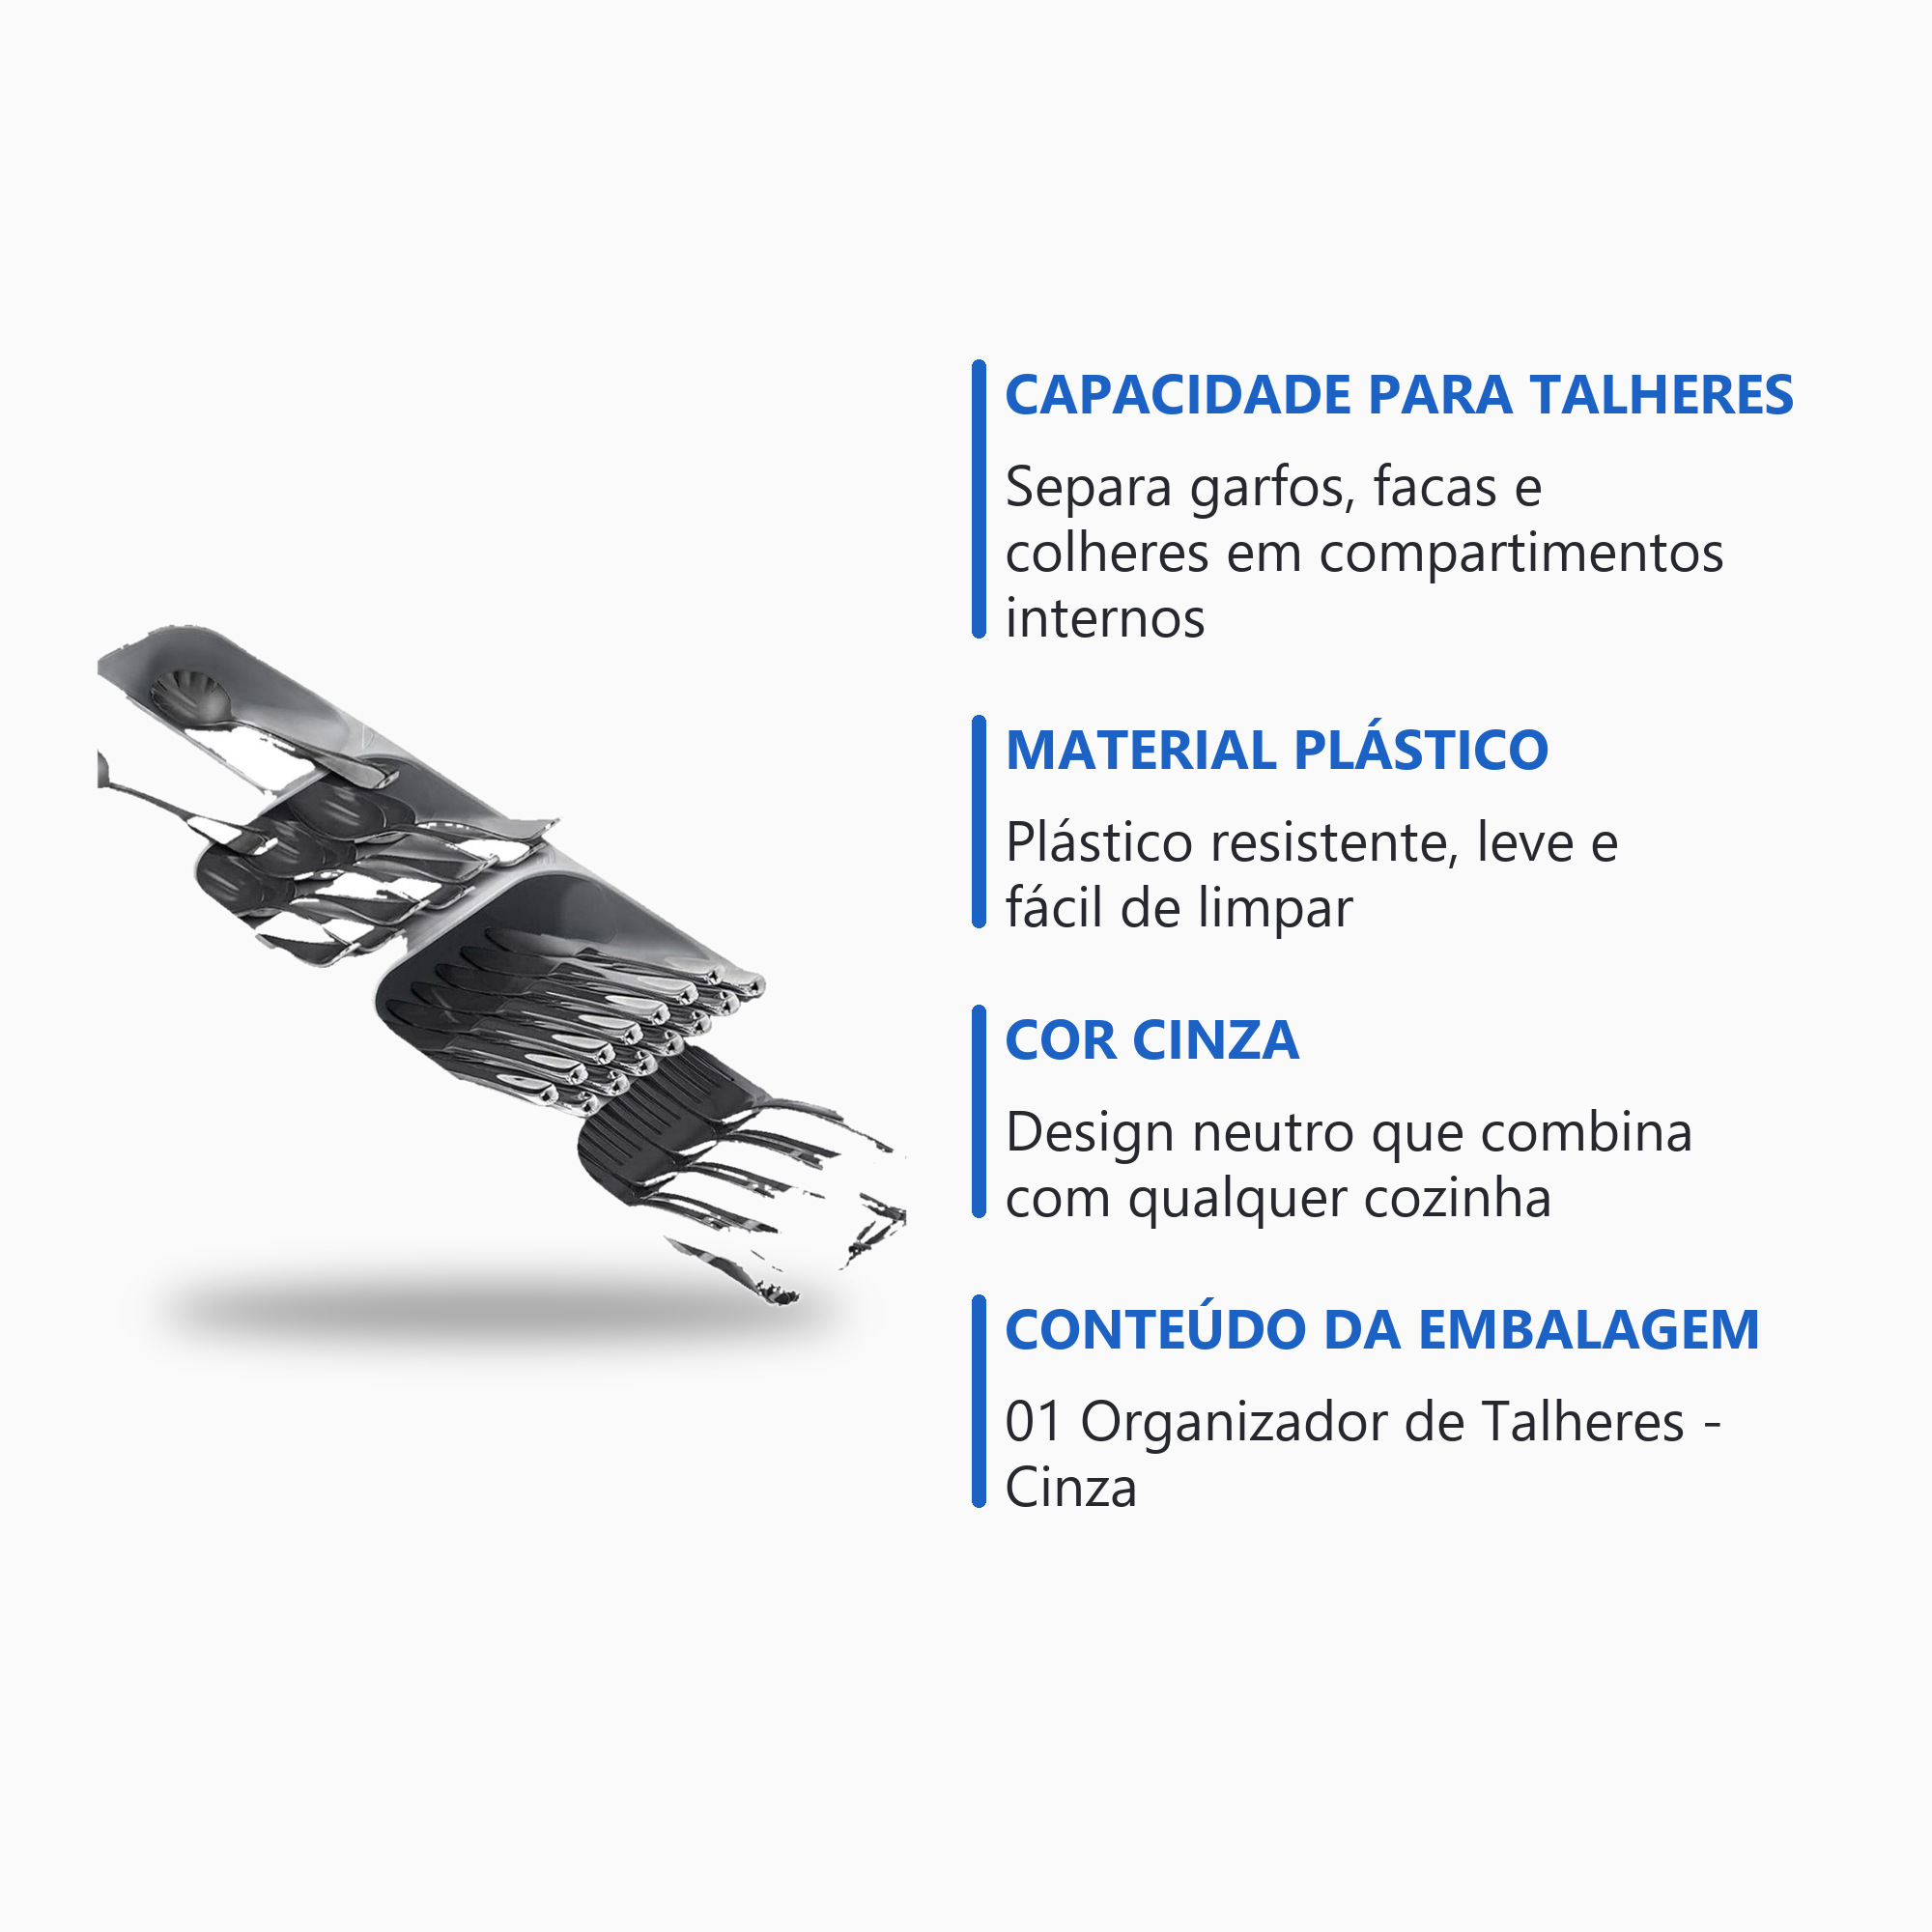 CAPACIDADE PARA TALHERES
Separa garfos, facas e
colheres em compartimentos
internos
MATERIAL PLÁSTICO
Plástico resistente, leve e
fácil de limpar
COR CINZA
Design neutro que combina
com qualquer cozinha
CONTEÚDO DA EMBALAGEM
01 Organizador de Talheres -
Cinza